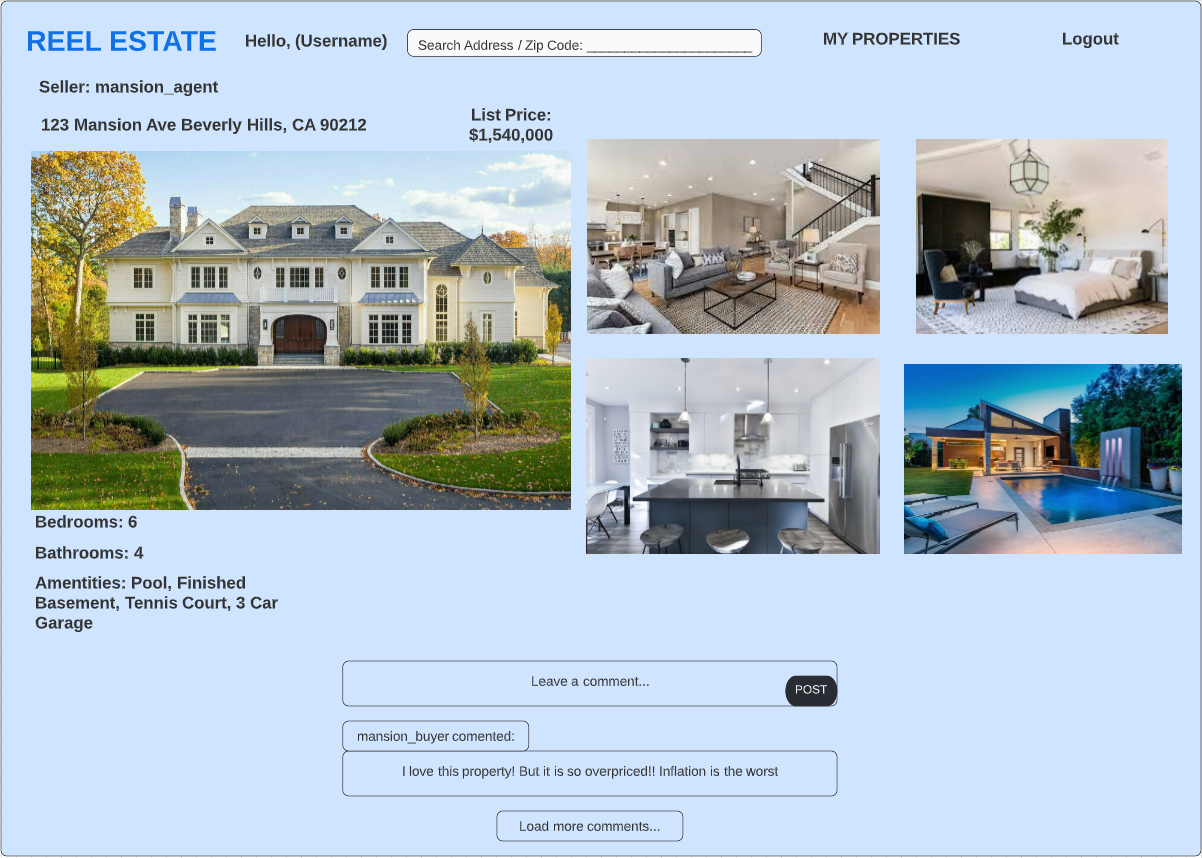 REEL ESTATE
Hello, (Username)
Search Address / Zip Code: ______________________
MY PROPERTIES
Logout
Seller: mansion_agent
123 Mansion Ave Beverly Hills, CA 90212
List Price:
$1,540,000
Bedrooms: 6
Bathrooms: 4
Amentities: Pool, Finished
Basement, Tennis Court, 3 Car
Garage
Leave a comment...
POST
mansion_buyer comented:
I love this property! But it is so overpriced!! Inflation is the worst
Load more comments...